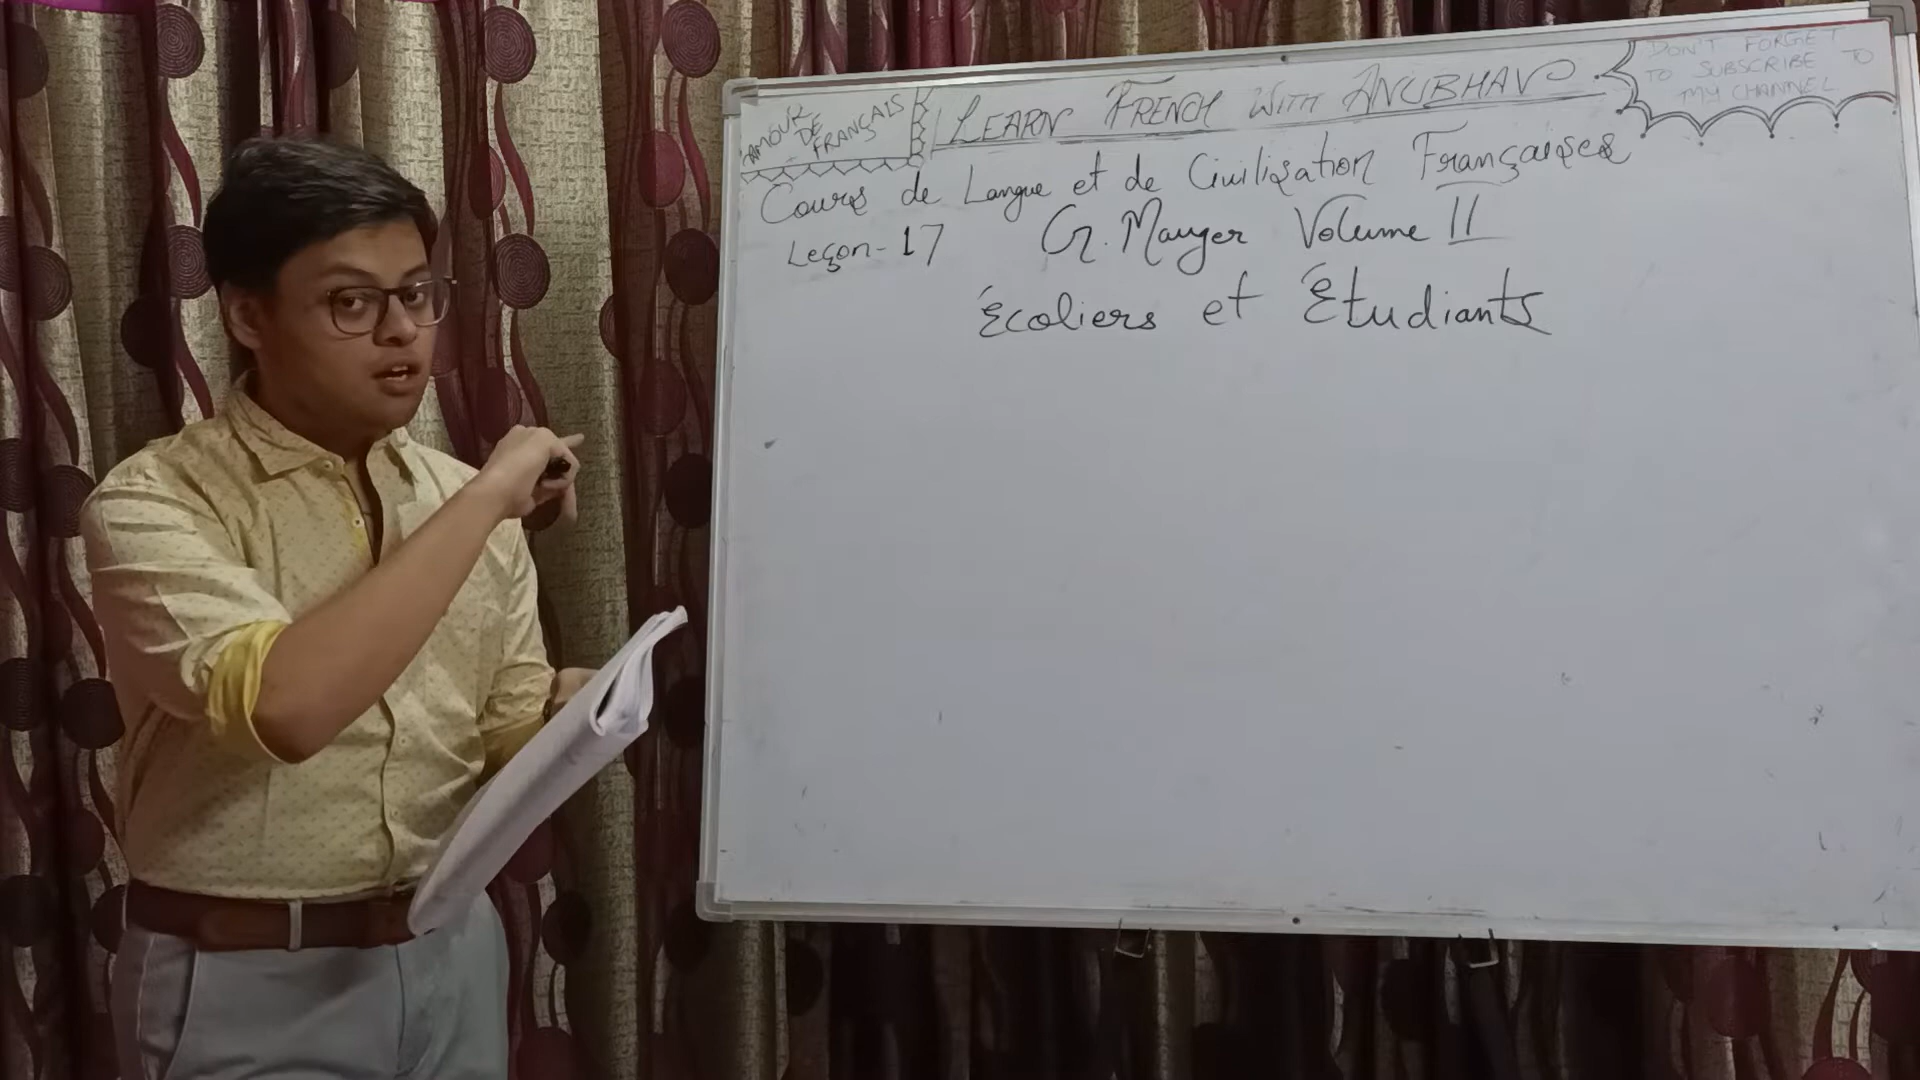 AMOUR
DE
FRANÇAIS
LEARN FRENCH WITH ANUBHAV
DON'T FORGET
TO SUBSCRIBE TO
MY CHANNEL
Cours de Langue et de Civilisation Françaises
Leçon-17 G. Mauger Volume II
Écoliers et Étudiants